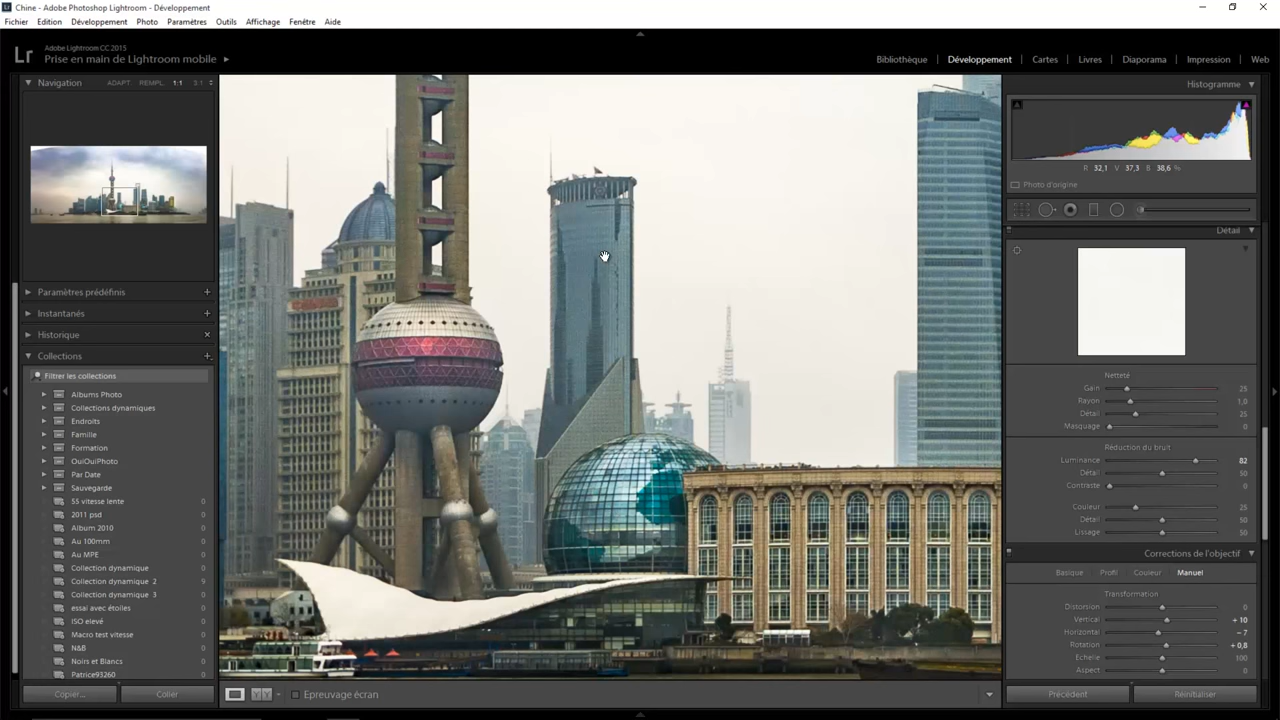 Chine - Adobe Photoshop Lightroom - Développement
Fichier Edition Développement Photo Paramètres Outils Affichage Fenêtre Aide
Lr
Adobe Lightroom CC 2015
Prise en main de Lightroom mobile
Bibliothèque Développement Cartes Livres Diaporama Impression Web
Navigation ADAPT. REMPL. 1:1 3:1
Histogramme
R 32,1 V 37,3 B 38,6 %
Photo d'origine
Détail
Paramètres prédéfinis
Instantanés
Historique
Collections
Filtrer les collections
Albums Photo
Collections dynamiques
Endroits
Famille
Formation
OuiOuiPhoto
Par Date
Sauvegarde
55 vitesse lente 0
2011 psd 0
Album 2010 0
Au 100mm 0
Au MPE 0
Collection dynamique 0
Collection dynamique 2 9
Collection dynamique 3 0
essai avec étoiles 0
ISO elevé 0
Macro test vitesse 0
N&B 0
Noirs et Blancs 0
Patrice93260 0
Copier... Coller
Epreuvage écran
Netteté
Gain 25
Rayon 1,0
Détail 25
Masquage 0
Réduction du bruit
Luminance 82
Détail 50
Contraste 0
Couleur 25
Détail 50
Lissage 50
Corrections de l'objectif
Basique Profil Couleur Manuel
Transformation
Distorsion 0
Vertical + 10
Horizontal - 7
Rotation + 0,8
Echelle 100
Aspect 0
Précédent Réinitialiser